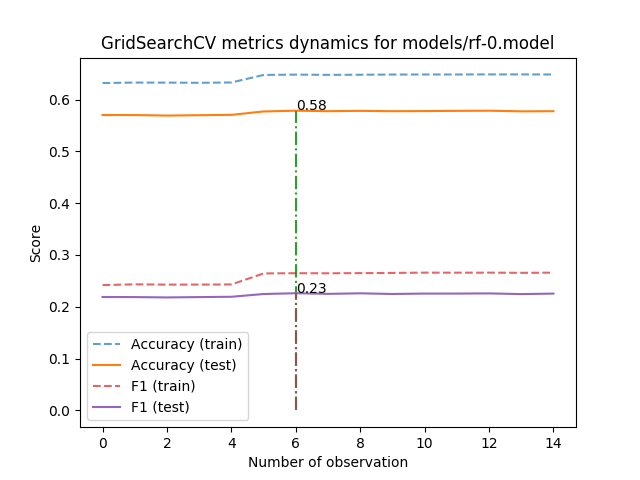 GridSearchCV metrics dynamics for models/rf-0.model
Score
0.6
0.5
0.4
0.3
0.2
0.1
0.0
0.58
0.23
Accuracy (train)
Accuracy (test)
F1 (train)
F1 (test)
0 2 4 6 8 10 12 14
Number of observation